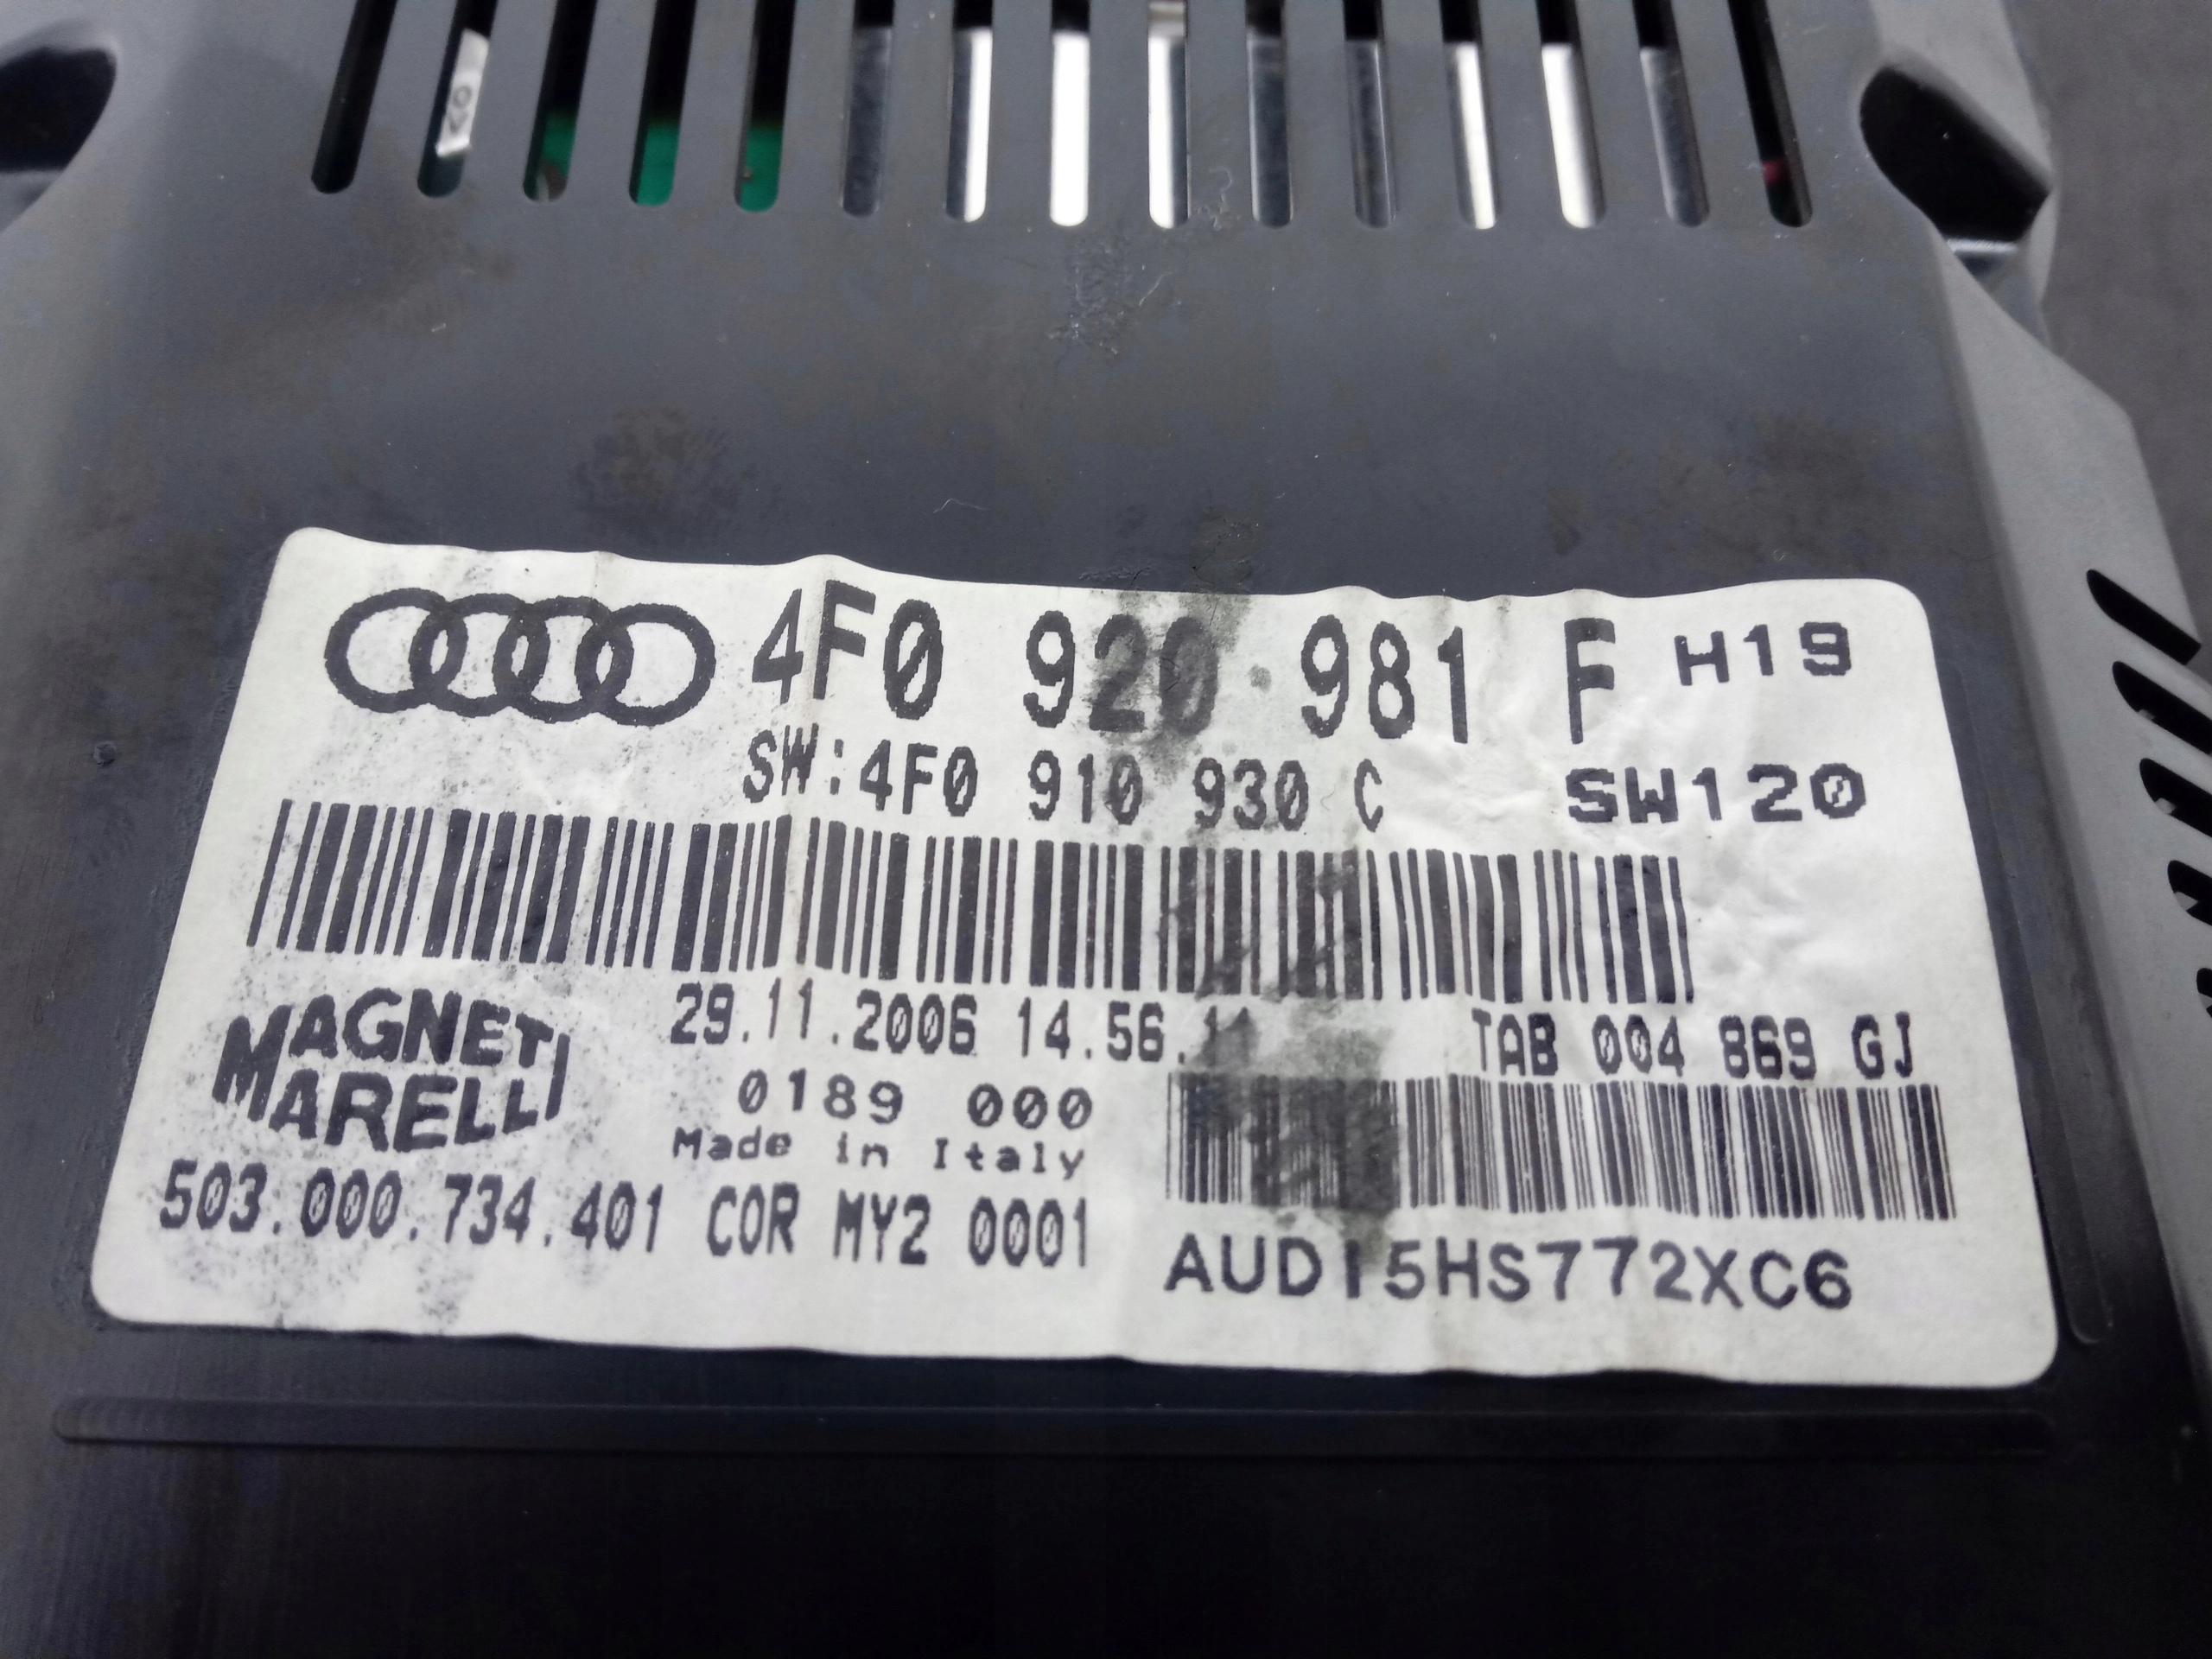 4F0 920 981 F H19
SW:4F0 910 930 C SW120
MAGNETI
MARELLI
29.11.2006 14.56.11
TAB 004 869 GJ
0189 000
Made in Italy
503.000.734.401 COR MY2 0001
AUDI5HS772XC6